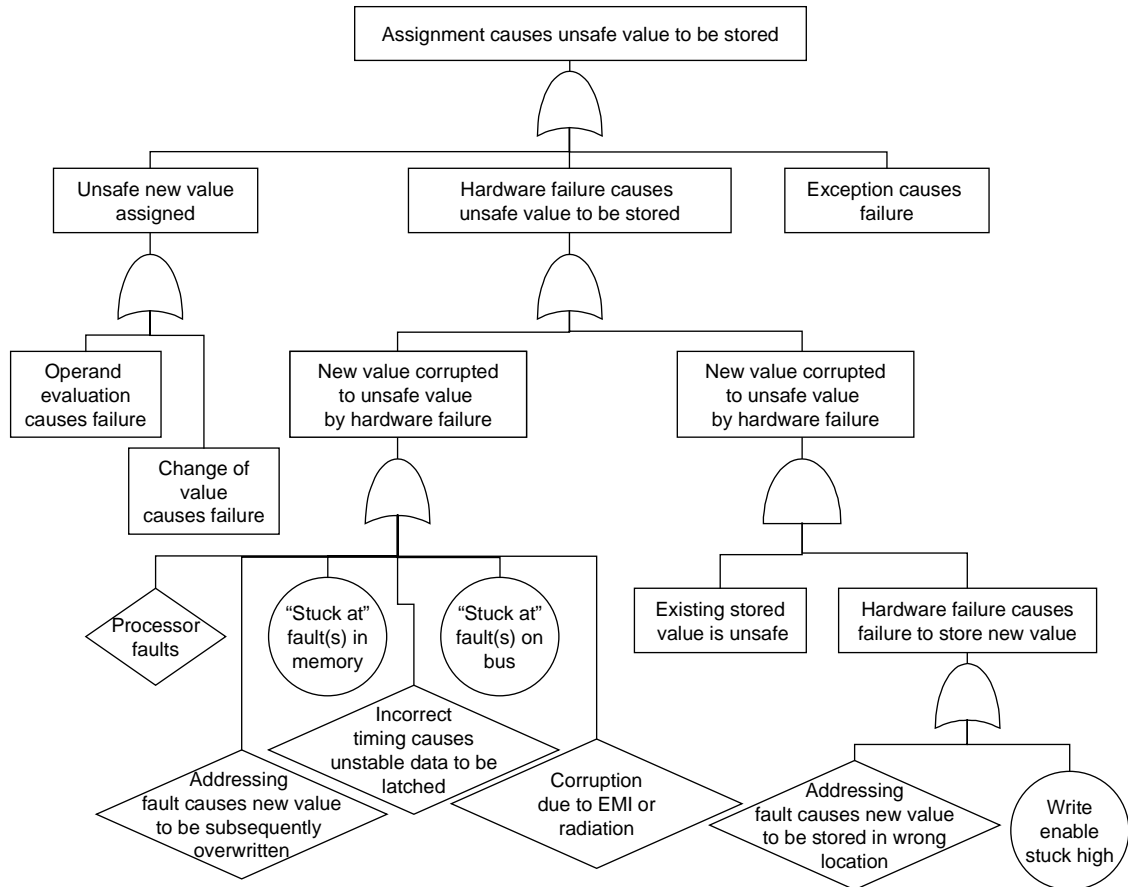 Assignment causes unsafe value to be stored
Unsafe new value
assigned
Hardware failure causes
unsafe value to be stored
Exception causes
failure
Operand
evaluation
causes failure
Change of
value
causes failure
New value corrupted
to unsafe value
by hardware failure
New value corrupted
to unsafe value
by hardware failure
Processor
faults
“Stuck at”
fault(s) in
memory
“Stuck at”
fault(s) on
bus
Existing stored
value is unsafe
Hardware failure causes
failure to store new value
Addressing
fault causes new value
to be subsequently
overwritten
Incorrect
timing causes
unstable data to be
latched
Corruption
due to EMI or
radiation
Addressing
fault causes new value
to be stored in wrong
location
Write
enable
stuck high